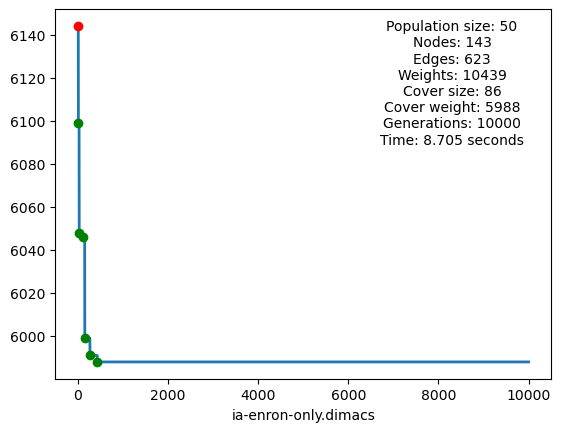 Population size: 50
Nodes: 143
Edges: 623
Weights: 10439
Cover size: 86
Cover weight: 5988
Generations: 10000
Time: 8.705 seconds
6140
6120
6100
6080
6060
6040
6020
6000
0 2000 4000 6000 8000 10000
ia-enron-only.dimacs